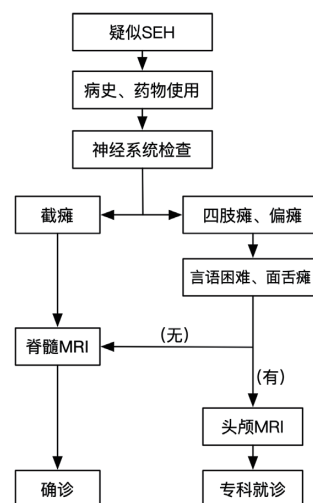 疑似SEH
病史、药物使用
神经系统检查
截瘫
四肢瘫、偏瘫
言语困难、面舌瘫
(无)
脊髓MRI
(有)
头颅MRI
确诊
专科就诊